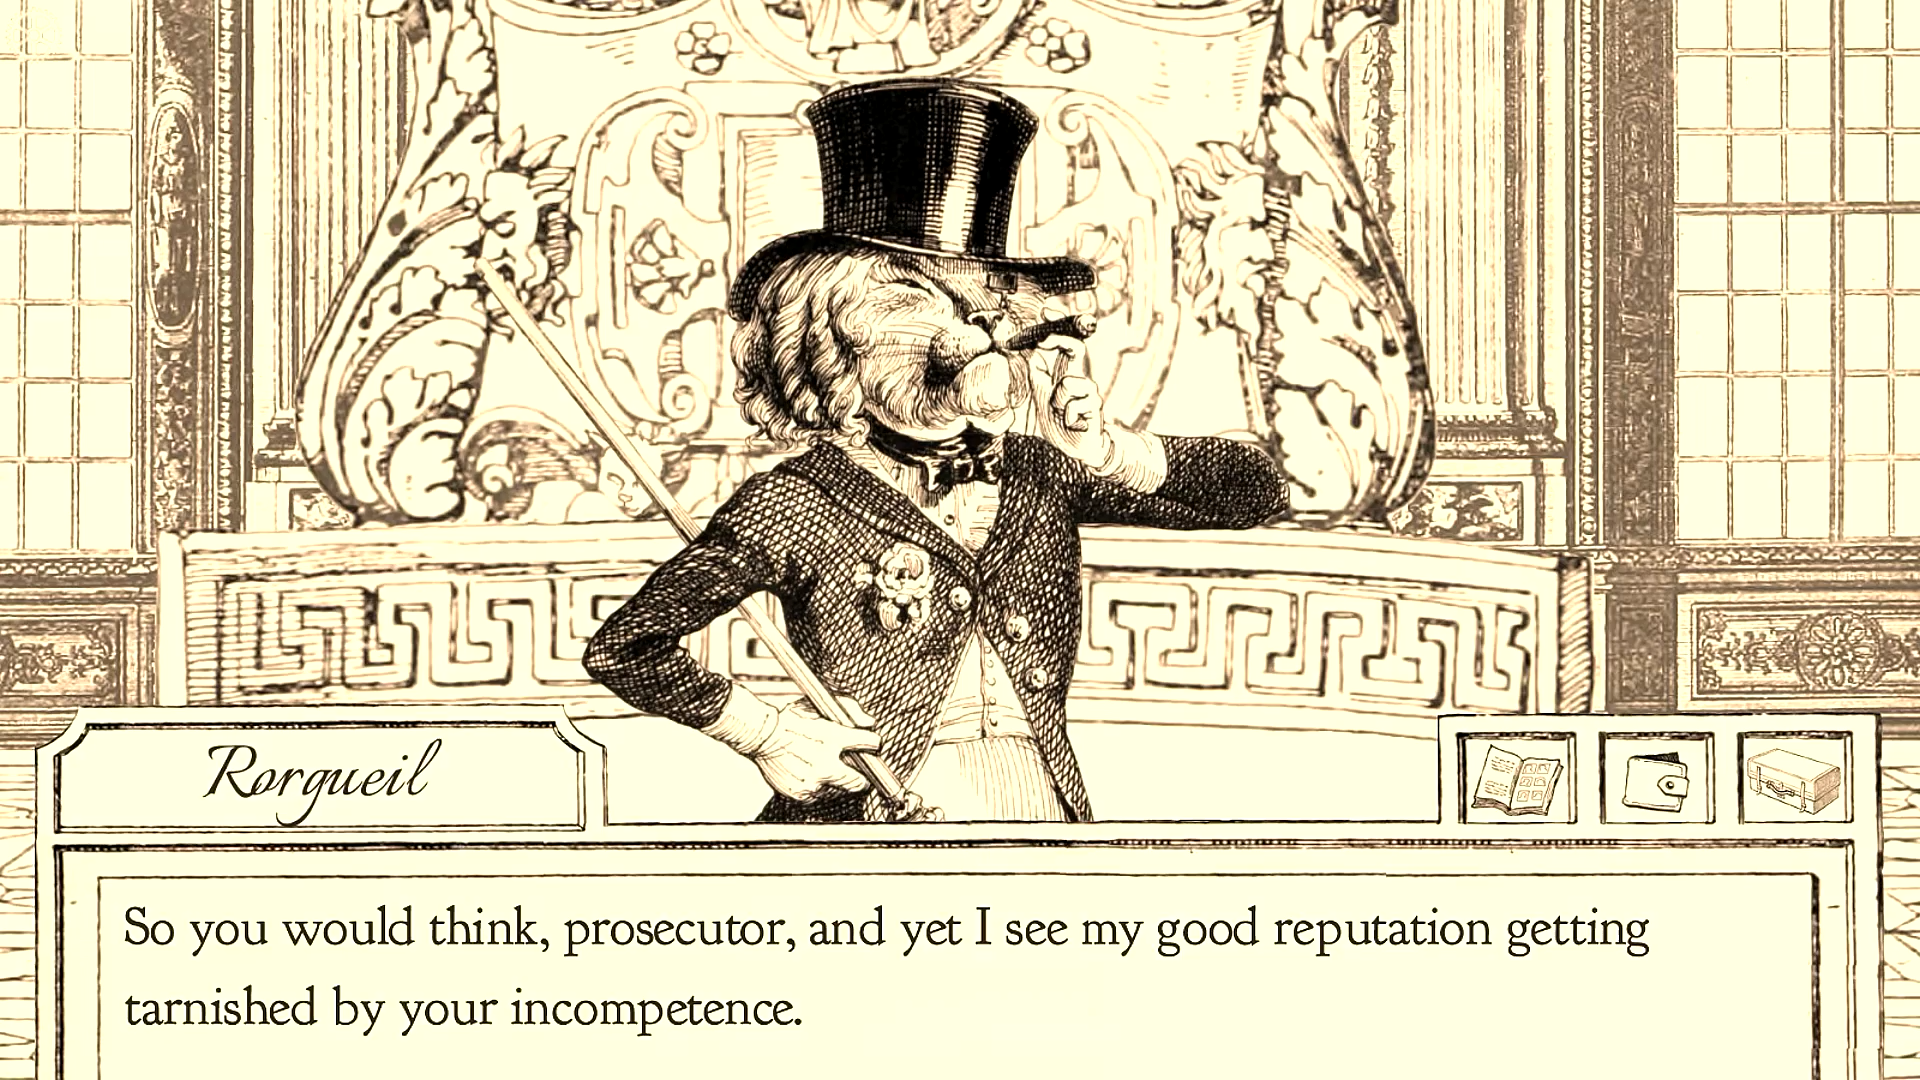 Rorgueil
So you would think, prosecutor, and yet I see my good reputation getting
tarnished by your incompetence.